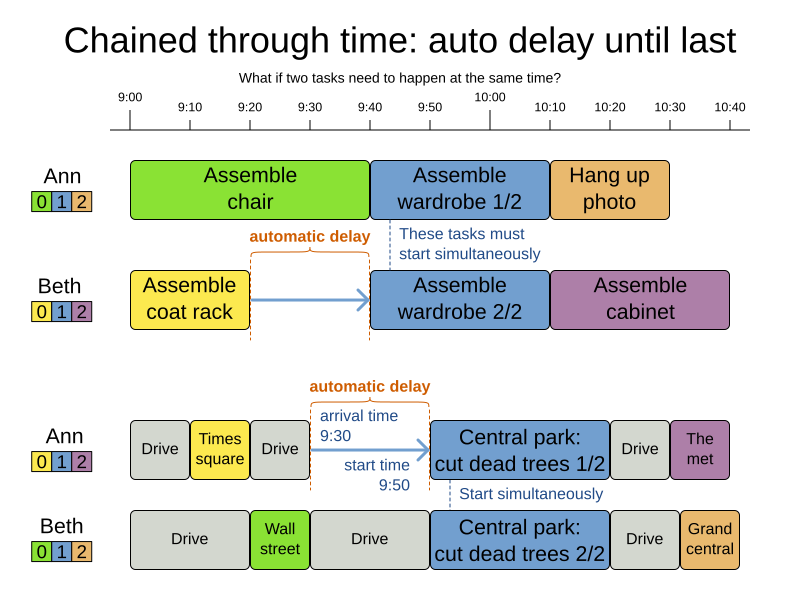 Chained through time: auto delay until last
What if two tasks need to happen at the same time?
9:00 9:10 9:20 9:30 9:40 9:50 10:00 10:10 10:20 10:30 10:40
Ann
0 1 2
Assemble
chair
Assemble
wardrobe 1/2
Hang up
photo
automatic delay
These tasks must
start simultaneously
Beth
0 1 2
Assemble
coat rack
Assemble
wardrobe 2/2
Assemble
cabinet
automatic delay
Ann
0 1 2
Drive
Times
square
Drive
arrival time
9:30
start time
9:50
Central park:
cut dead trees 1/2
Drive
The
met
Start simultaneously
Beth
0 1 2
Drive
Wall
street
Drive
Central park:
cut dead trees 2/2
Drive
Grand
central